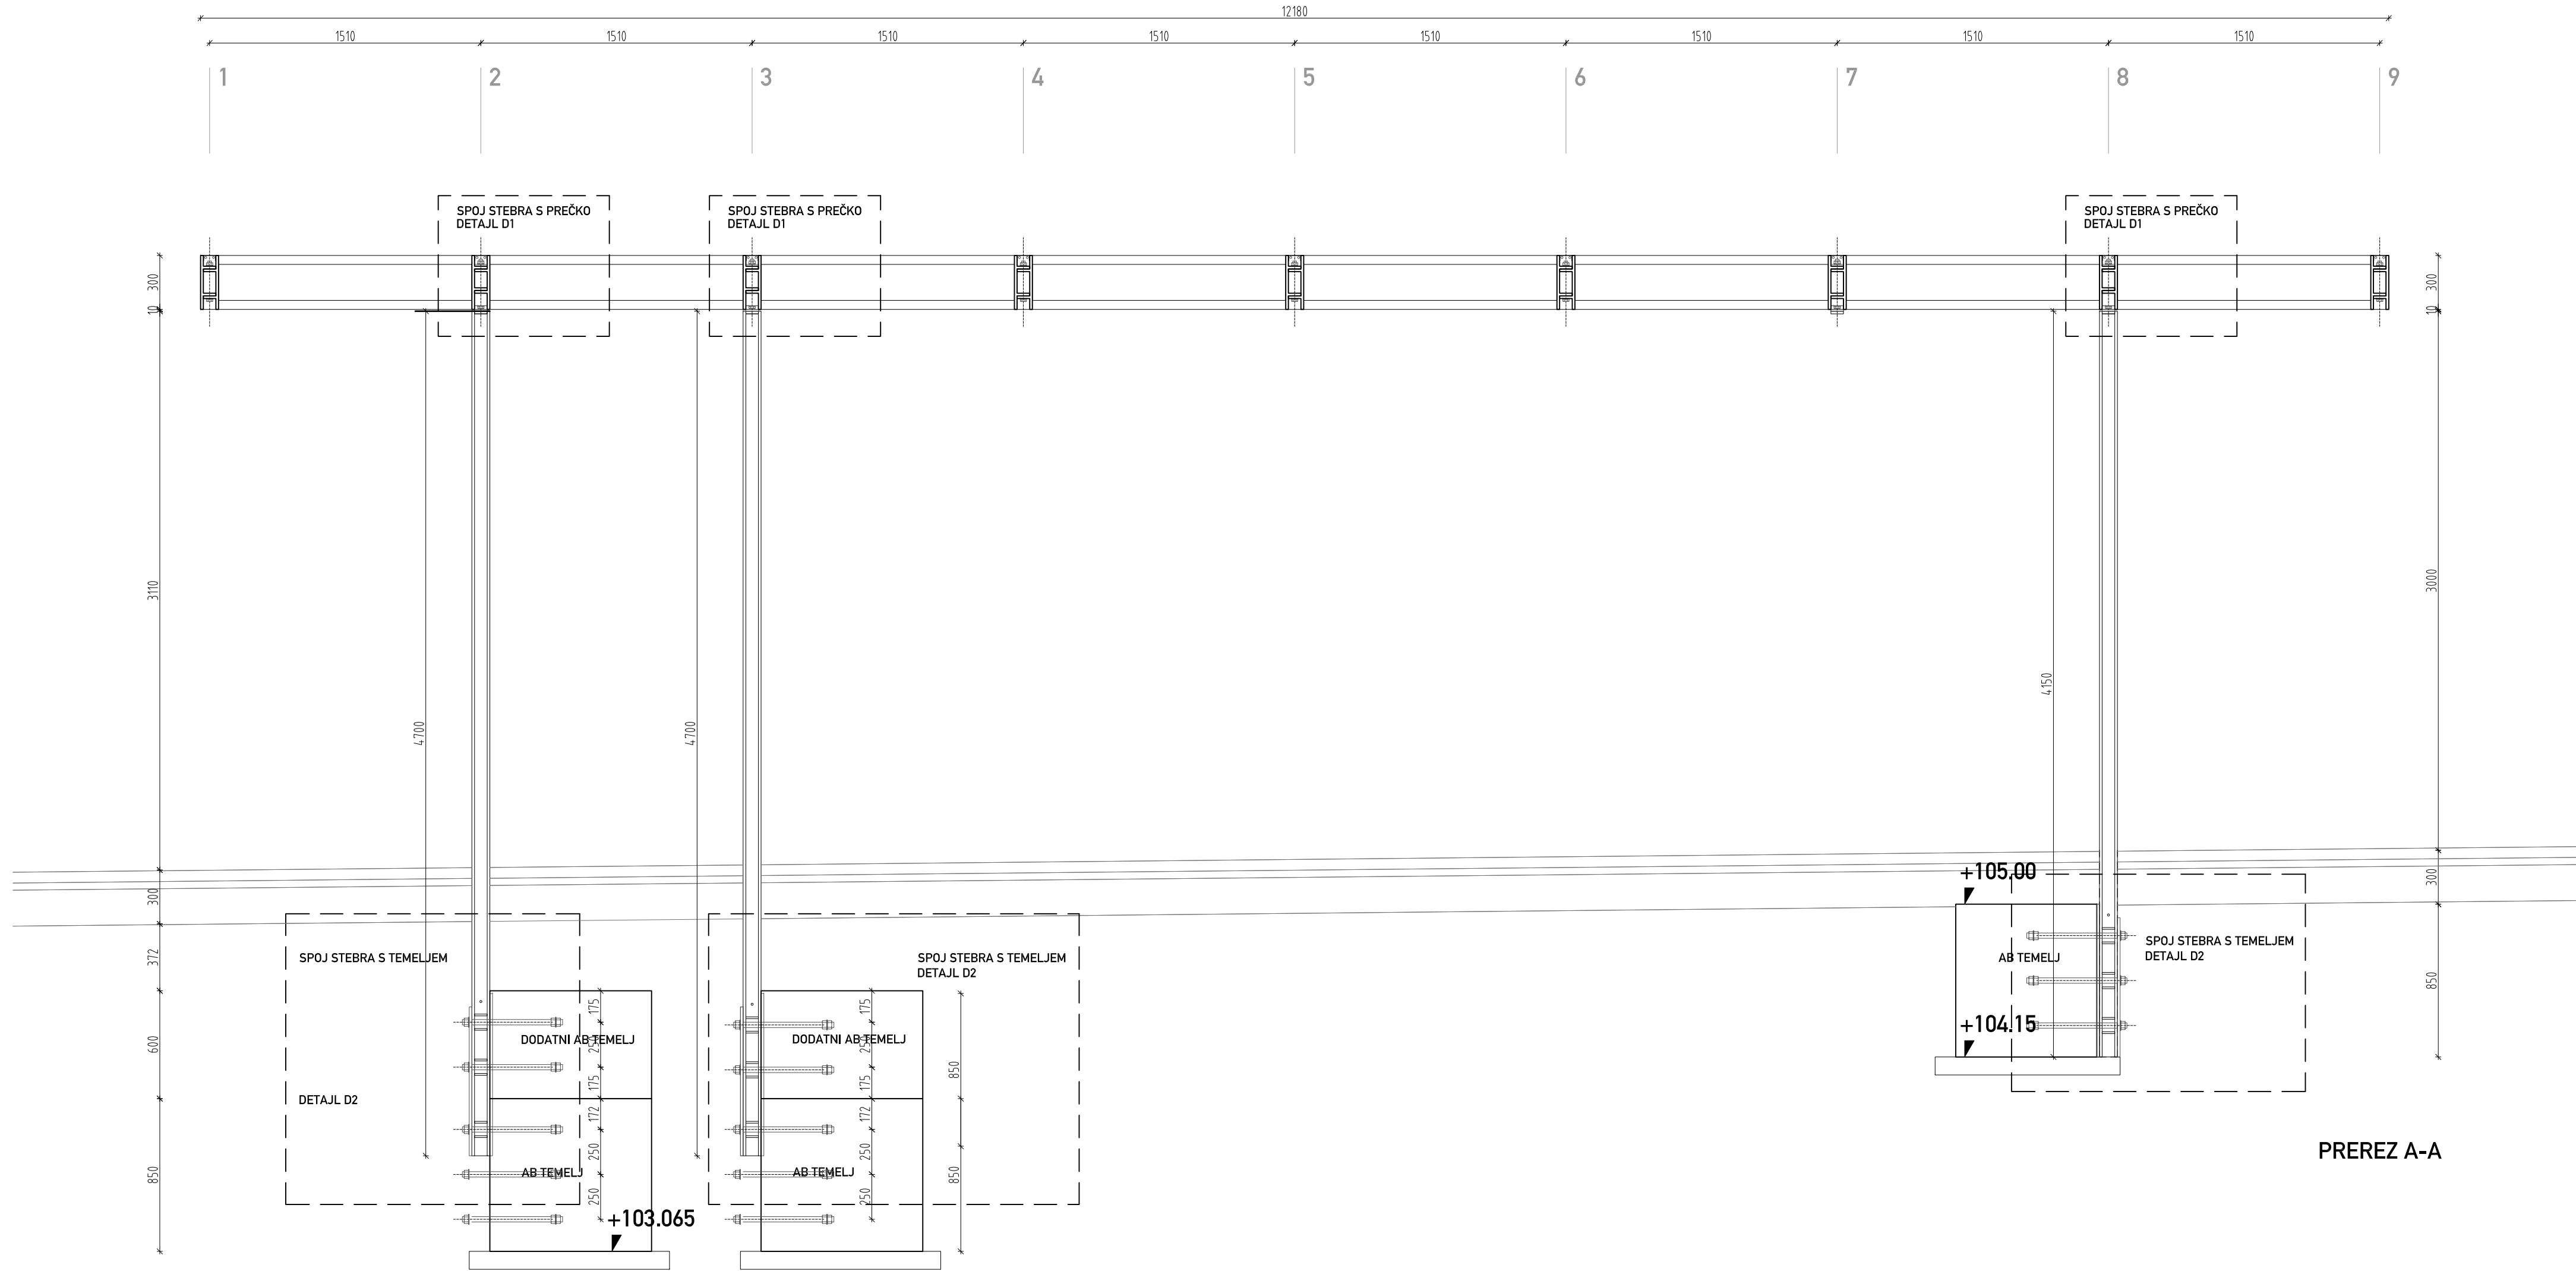 12180
1510 1510 1510 1510 1510 1510 1510 1510
1 2 3 4 5 6 7 8 9
SPOJ STEBRA S PREČKO
DETAJL D1
SPOJ STEBRA S PREČKO
DETAJL D1
SPOJ STEBRA S PREČKO
DETAJL D1
300
10
3110
300
372
600
850
4700
4700
4150
300
10
3000
300
850
SPOJ STEBRA S TEMELJEM
DETAJL D2
175
250
175
172
250
250
DODATNI AB TEMELJ
AB TEMELJ
+103.065
SPOJ STEBRA S TEMELJEM
DETAJL D2
175
250
175
172
250
250
DODATNI AB TEMELJ
AB TEMELJ
850
850
+105.00
AB TEMELJ
+104.15
SPOJ STEBRA S TEMELJEM
DETAJL D2
PREREZ A-A